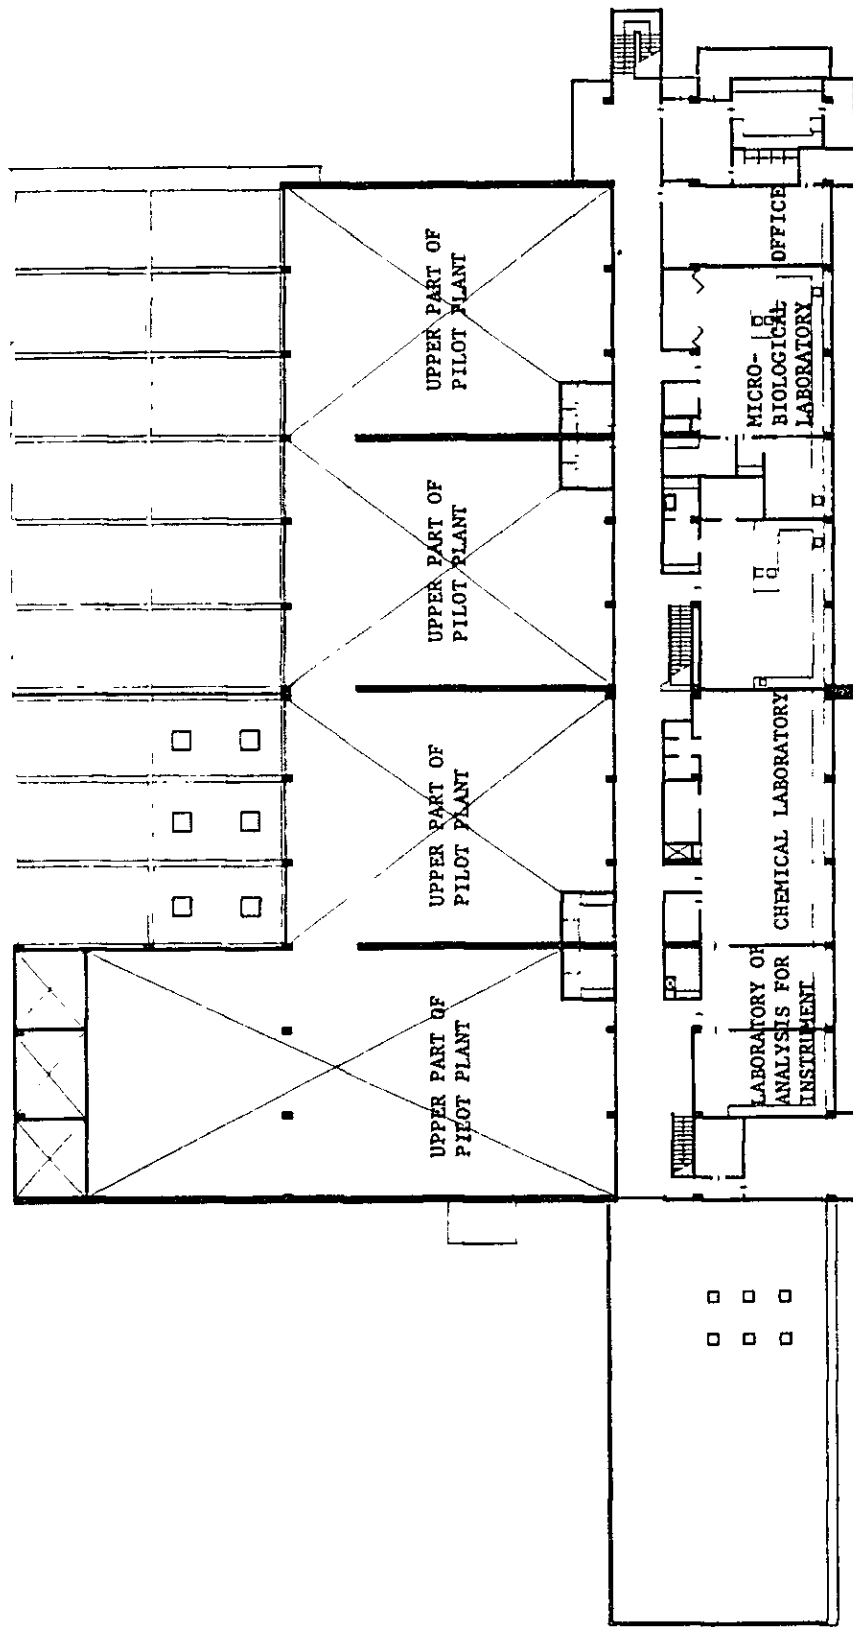 UPPER PART OF
PILOT PLANT
UPPER PART OF
PILOT PLANT
UPPER PART OF
PILOT PLANT
UPPER PART OF
PILOT PLANT
LABORATORY OF
ANALYSIS FOR
INSTRUMENT
CHEMICAL LABORATORY
MICRO-
BIOLOGICAL
LABORATORY
OFFICE